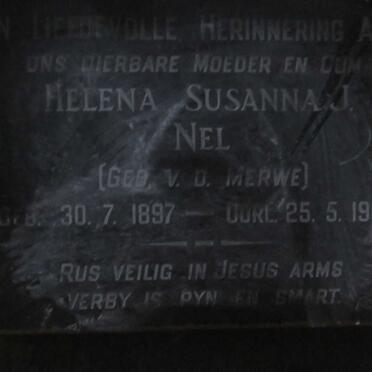 LIEFDEVOLLE HERINNERING
ONS DIERBARE MOEDER EN
HELENA SUSANNA J.
NEL
(GEB. V. D. MERWE)
GEB. 30. 7. 1897 — OORL. 25. 5. 19
RUS VEILIG IN JESUS ARMS
VERBY IS PYN EN SMART.